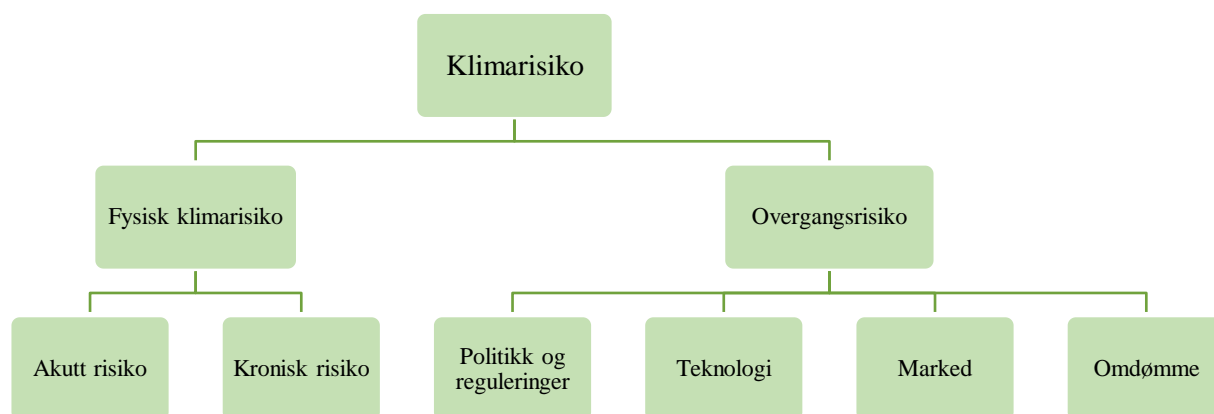 Klimarisiko
Fysisk klimarisiko
Overgangsrisiko
Akutt risiko
Kronisk risiko
Politikk og
reguleringer
Teknologi
Marked
Omdømme